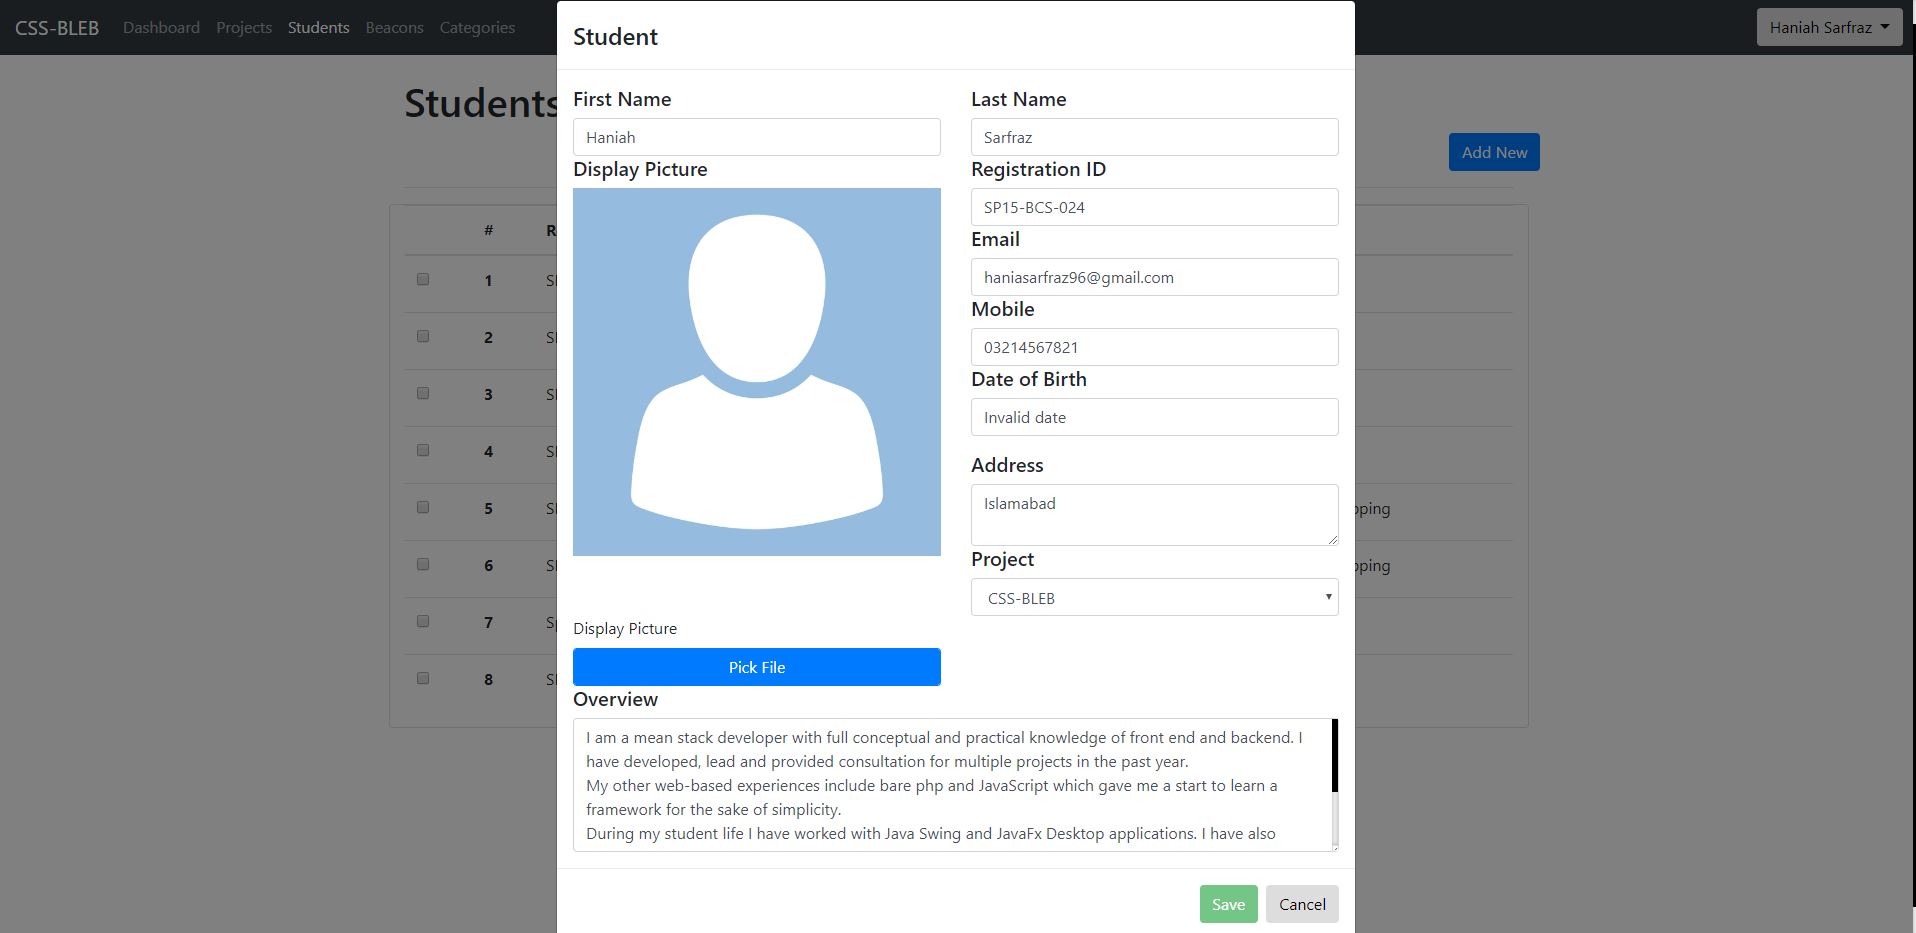 CSS-BLEB Dashboard Projects Students Beacons Categories
Haniah Sarfraz
Students
Add New
#
1
2
3
4
5
pping
6
pping
7
8
Student
First Name
Haniah
Last Name
Sarfraz
Display Picture
Registration ID
SP15-BCS-024
Email
haniasarfraz96@gmail.com
Mobile
03214567821
Date of Birth
Invalid date
Address
Islamabad
Project
CSS-BLEB
Display Picture
Pick File
Overview
I am a mean stack developer with full conceptual and practical knowledge of front end and backend. I
have developed, lead and provided consultation for multiple projects in the past year.
My other web-based experiences include bare php and JavaScript which gave me a start to learn a
framework for the sake of simplicity.
During my student life I have worked with Java Swing and JavaFx Desktop applications. I have also
Save
Cancel